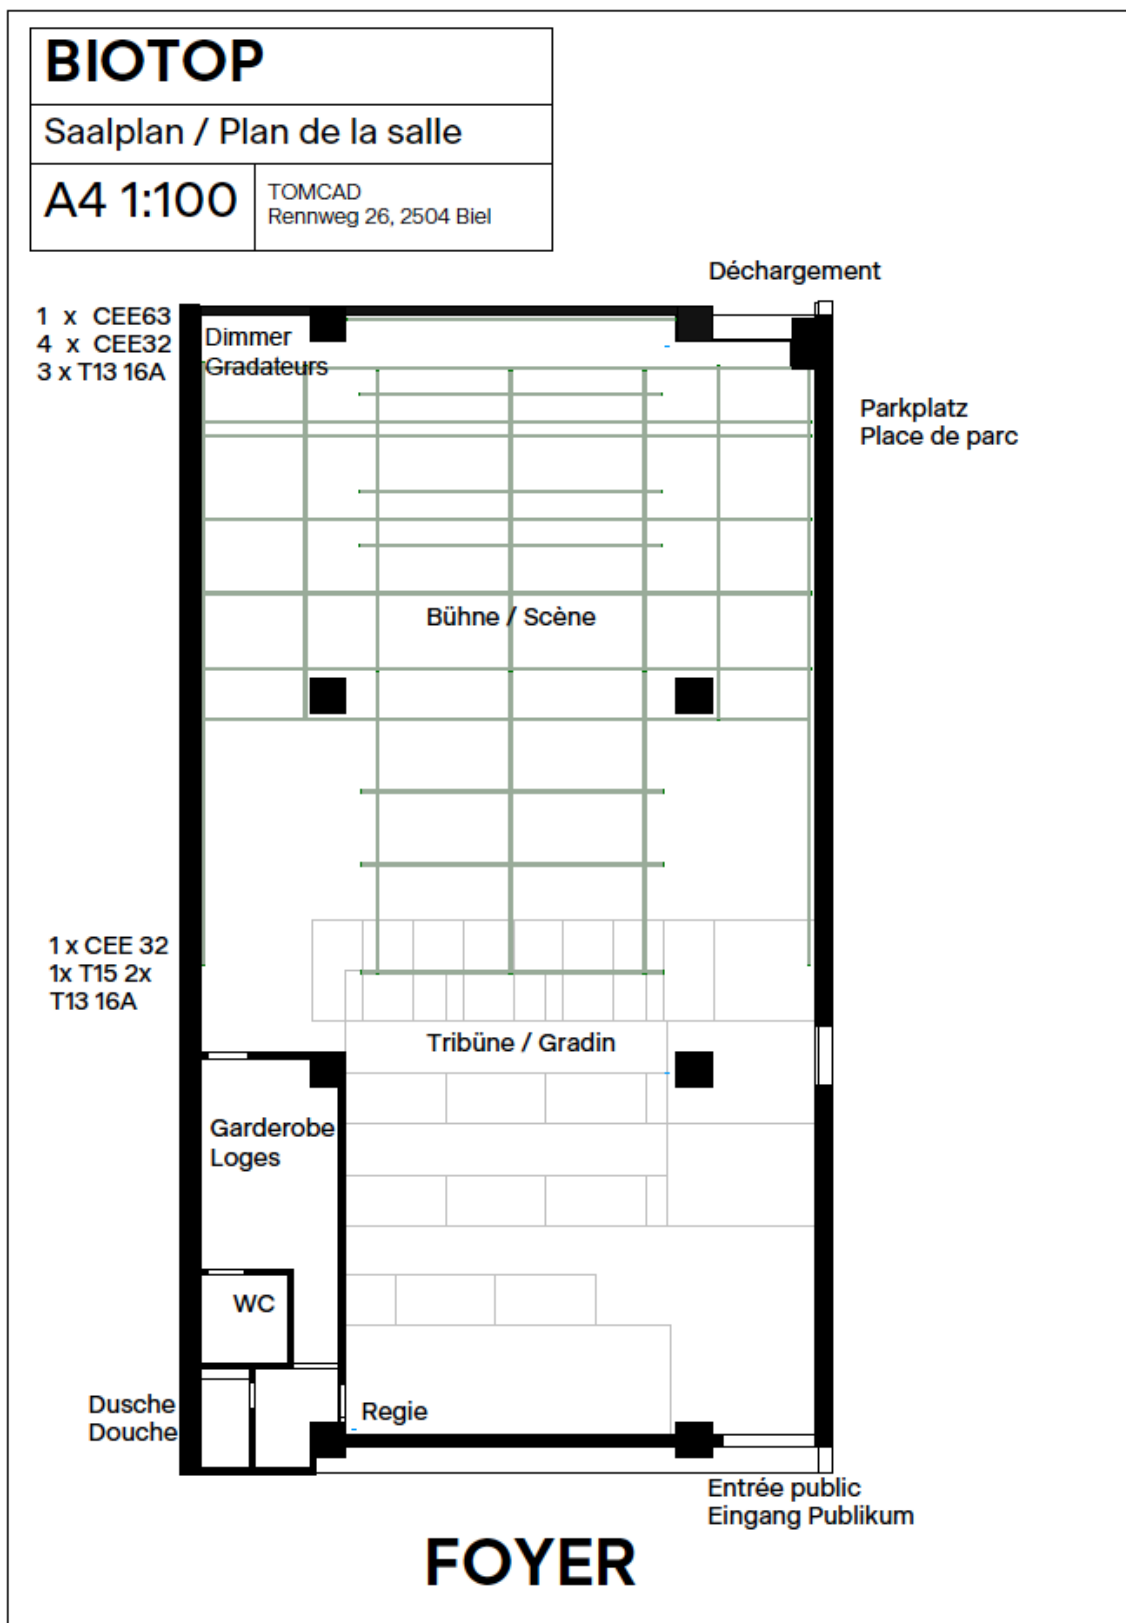 BIOTOP
Saalplan / Plan de la salle
A4 1:100
TOMCAD
Rennweg 26, 2504 Biel
Déchargement
1 x CEE63
4 x CEE32
3 x T13 16A
Dimmer
Gradateurs
Parkplatz
Place de parc
Bühne / Scène
1 x CEE 32
1x T15 2x
T13 16A
Tribüne / Gradin
Garderobe
Loges
WC
Dusche
Douche
Regie
Entrée public
Eingang Publikum
FOYER